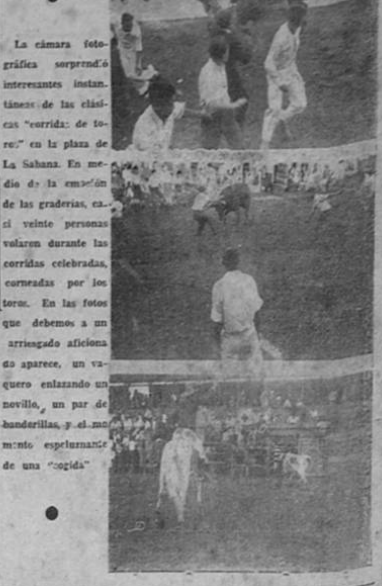 La cámara foto-
gráfica sorprendió
interesantes instan-
táneas de las clási-
cas "corridas de to-
ros" en la plaza de
La Sabana. En me-
dio de la emoción
de las graderías, ca-
si veinte personas
volaron durante las
corridas celebradas,
corneadas por los
toros. En las fotos
que debemos a un
arriesgado aficiona
do aparece, un va-
quero enlazando un
novillo, un par de
banderillas, y el mo
mento espeluznante
de una "cogida"